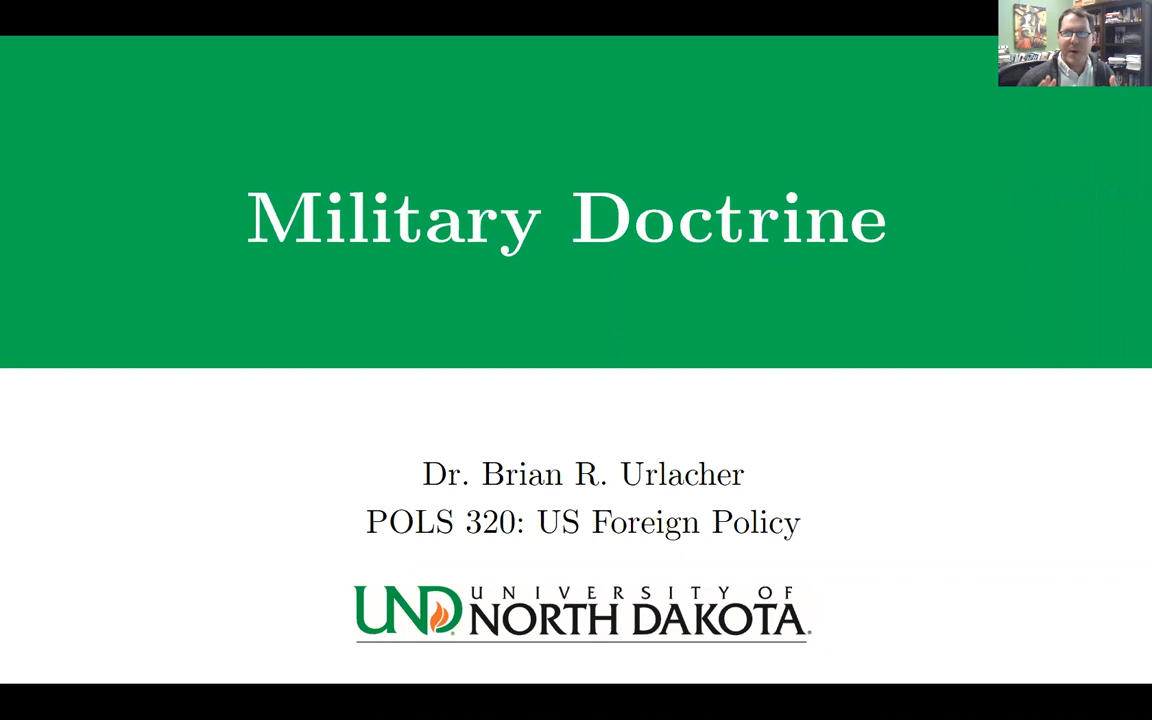 Military Doctrine
Dr. Brian R. Urlacher
POLS 320: US Foreign Policy
UND UNIVERSITY OF
NORTH DAKOTA.